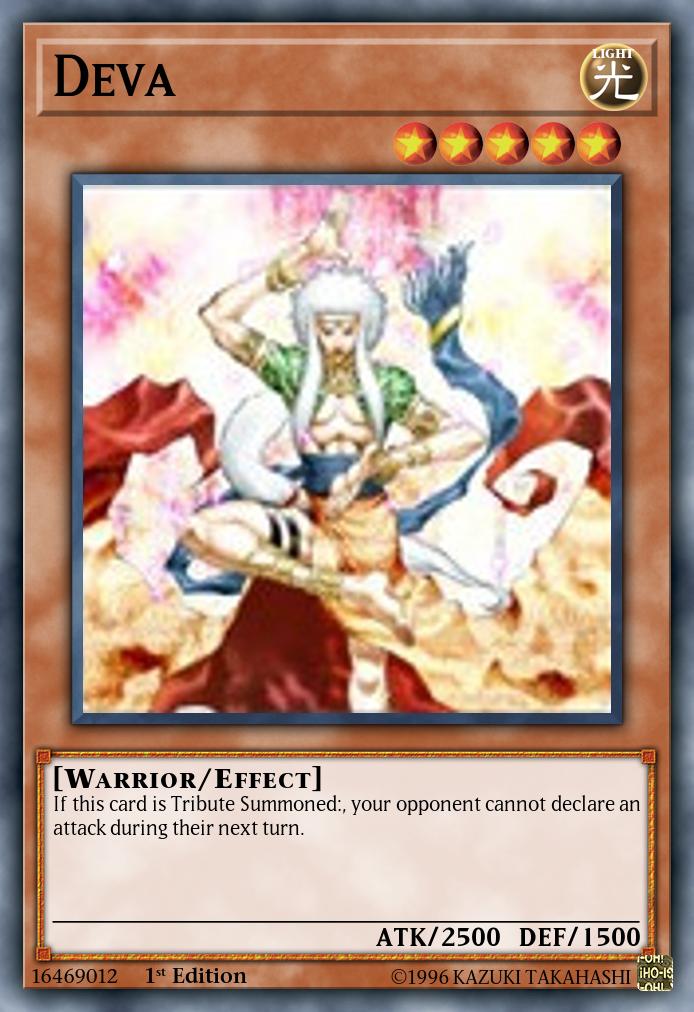 DEVA
LIGHT
光
[WARRIOR/EFFECT]
If this card is Tribute Summoned:, your opponent cannot declare an
attack during their next turn.
ATK/2500 DEF/1500
16469012 1st Edition ©1996 KAZUKI TAKAHASHI